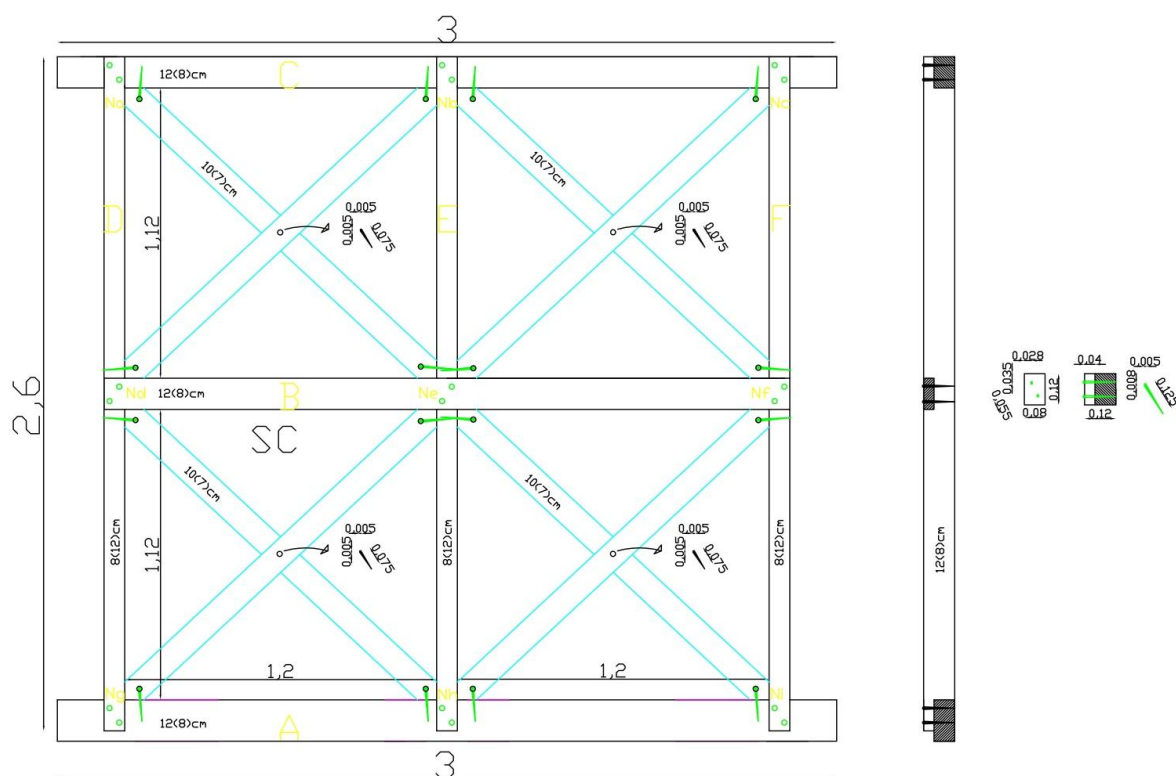 3
12(8)cm
C
Na
Nb
Nc
10(7)cm
10(7)cm
D
1,12
0.005
0.005
0.075
E
0.005
0.005
0.075
F
2,6
Nd
12(8)cm
B
Ne
Nf
SC
10(7)cm
10(7)cm
8(12)cm
1,12
0.005
0.005
0.075
8(12)cm
0.005
0.005
0.075
8(12)cm
12(8)cm
1,2
1,2
Ng
Nh
Ni
12(8)cm
A
3
0.028
0.035
0.12
0.055
0.08
0.04
0.008
0.12
0.005
0.125